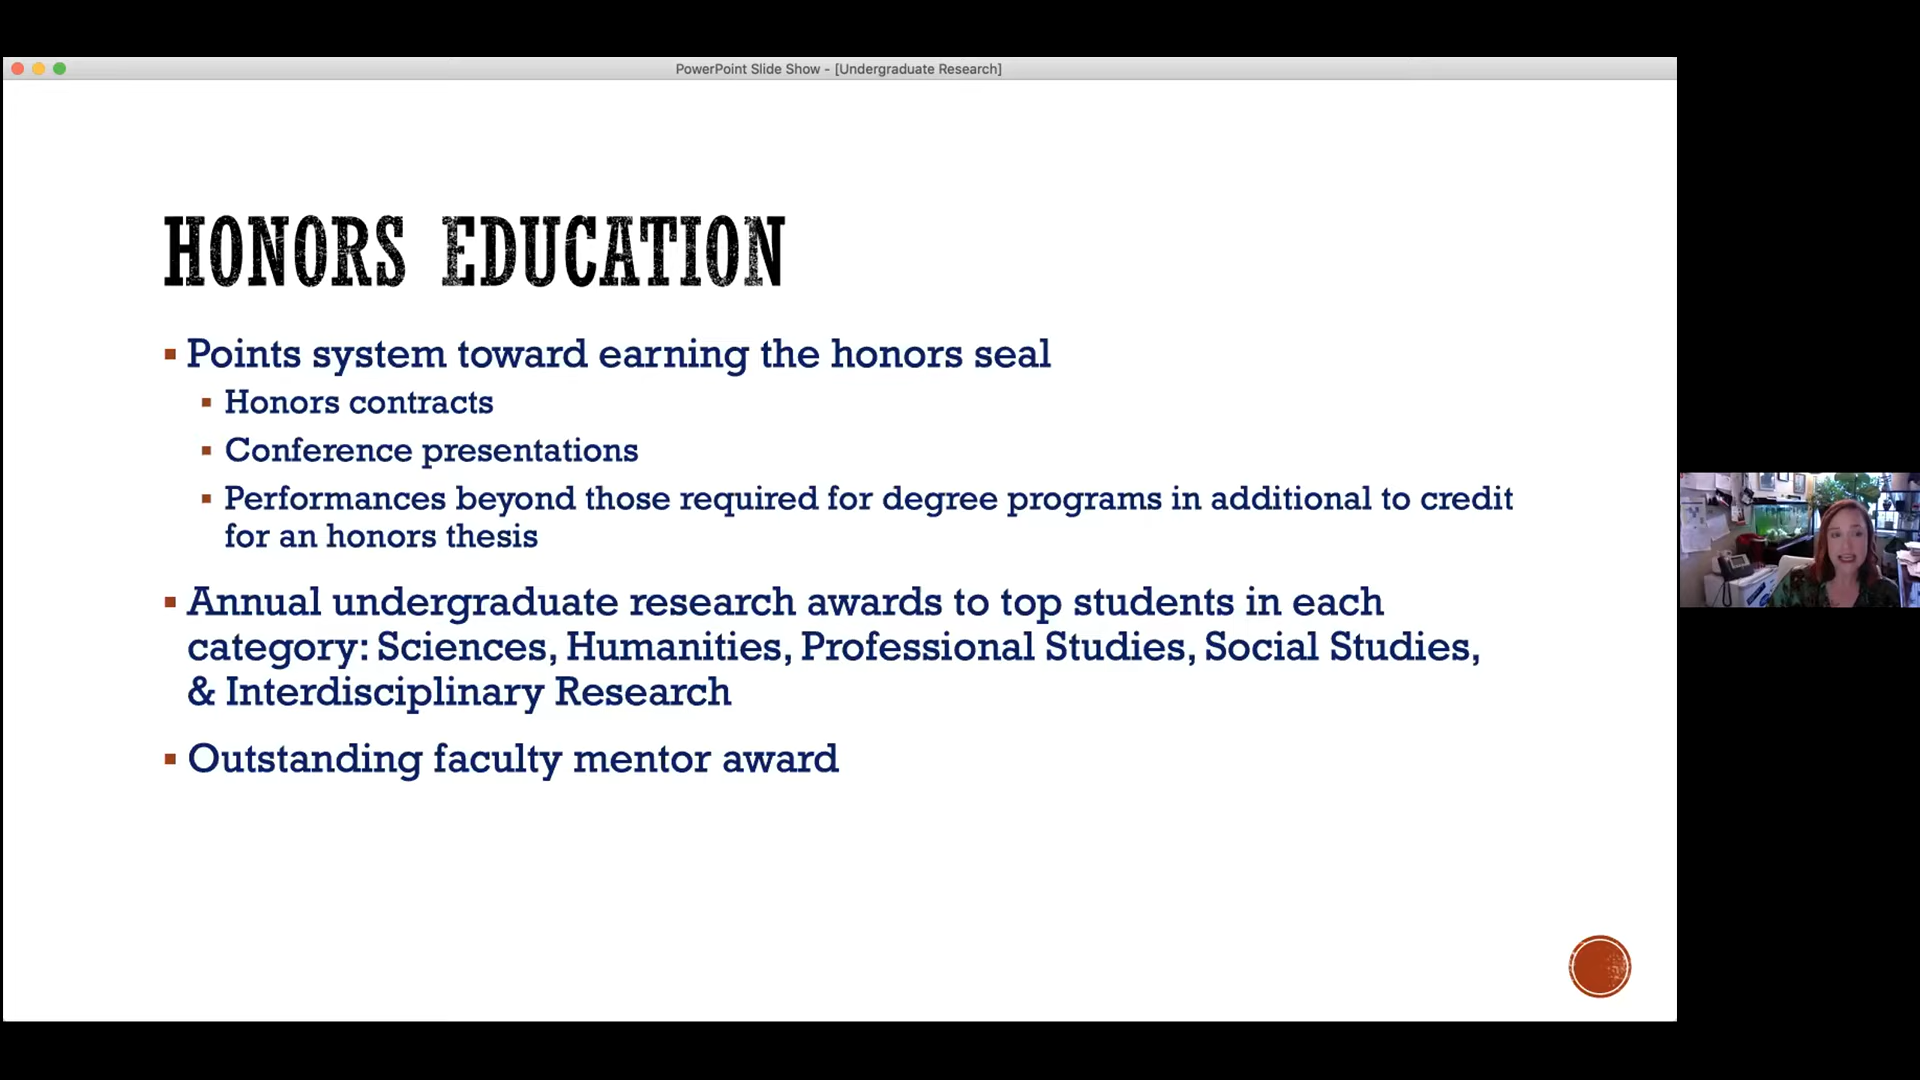 PowerPoint Slide Show - [Undergraduate Research]
HONORS EDUCATION
Points system toward earning the honors seal
Honors contracts
Conference presentations
Performances beyond those required for degree programs in additional to credit
for an honors thesis
Annual undergraduate research awards to top students in each
category: Sciences, Humanities, Professional Studies, Social Studies,
& Interdisciplinary Research
Outstanding faculty mentor award